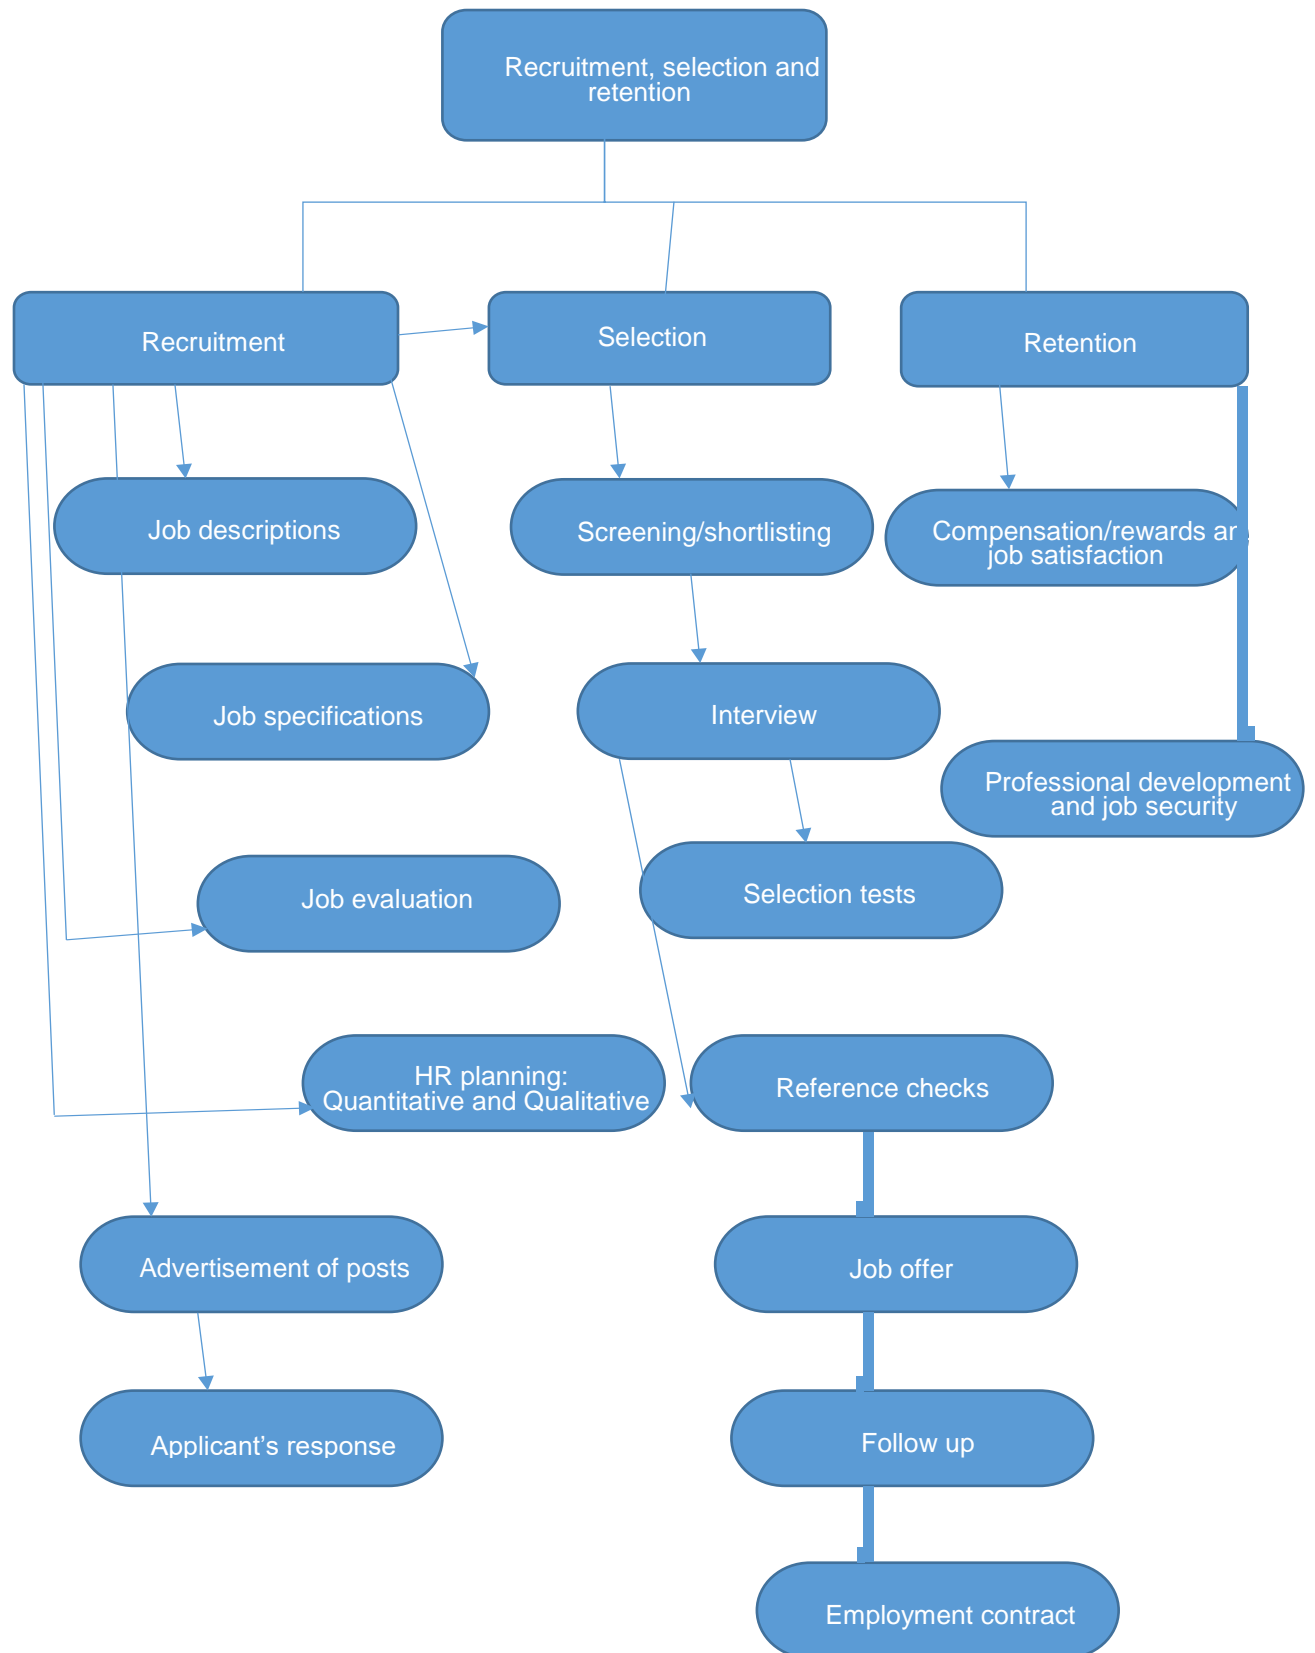 Recruitment, selection and
retention
Recruitment
Selection
Retention
Job descriptions
Screening/shortlisting
Compensation/rewards
job satisfaction
Job specifications
Interview
Professional development
and job security
Job evaluation
Selection tests
HR planning:
Quantitative and Qualitative
Reference checks
Advertisement of posts
Job offer
Applicant’s response
Follow up
Employment contract